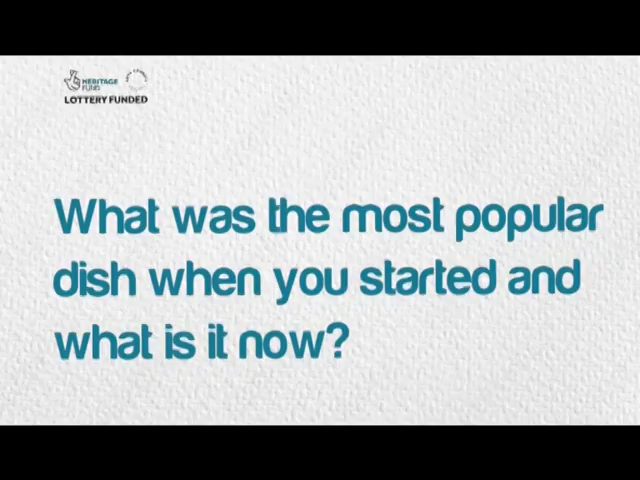 HERITAGE
FUND
LOTTERY FUNDED
What was the most popular
dish when you started and
what is it now?